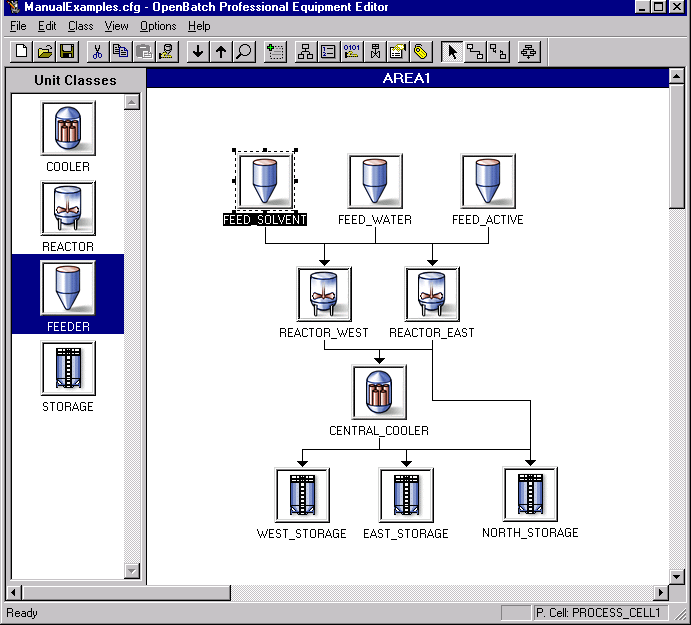 ManualExamples.cfg - OpenBatch Professional Equipment Editor
File Edit Class View Options Help
0101
Unit Classes
AREA1
COOLER
REACTOR
FEEDER
STORAGE
FEED_SOLVENT FEED_WATER FEED_ACTIVE
REACTOR_WEST REACTOR_EAST
CENTRAL_COOLER
WEST_STORAGE EAST_STORAGE NORTH_STORAGE
Ready P. Cell: PROCESS_CELL1